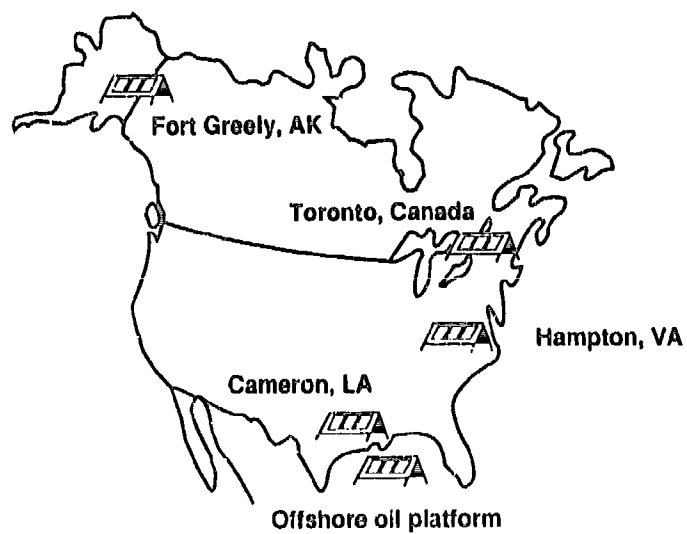 Fort Greely, AK
Toronto, Canada
Hampton, VA
Cameron, LA
Offshore oil platform